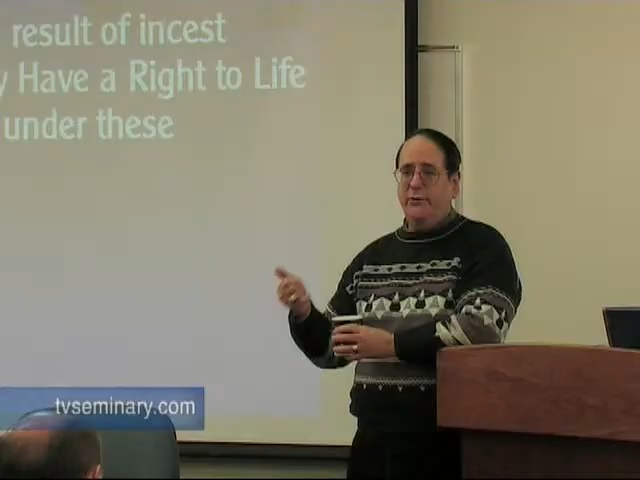 result of incest
y Have a Right to Life
under these
tvseminary.com